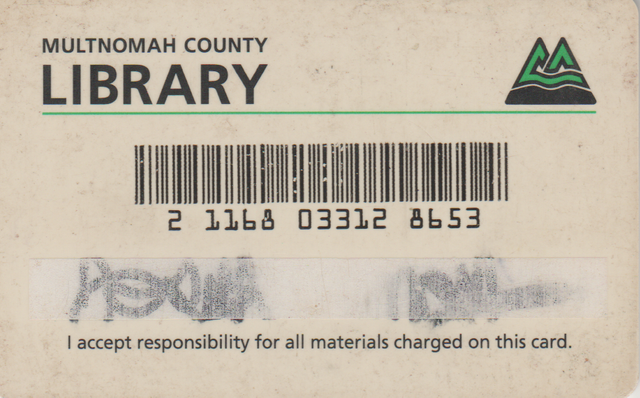 MULTNOMAH COUNTY
LIBRARY
2 1168 03312 8653
I accept responsibility for all materials charged on this card.